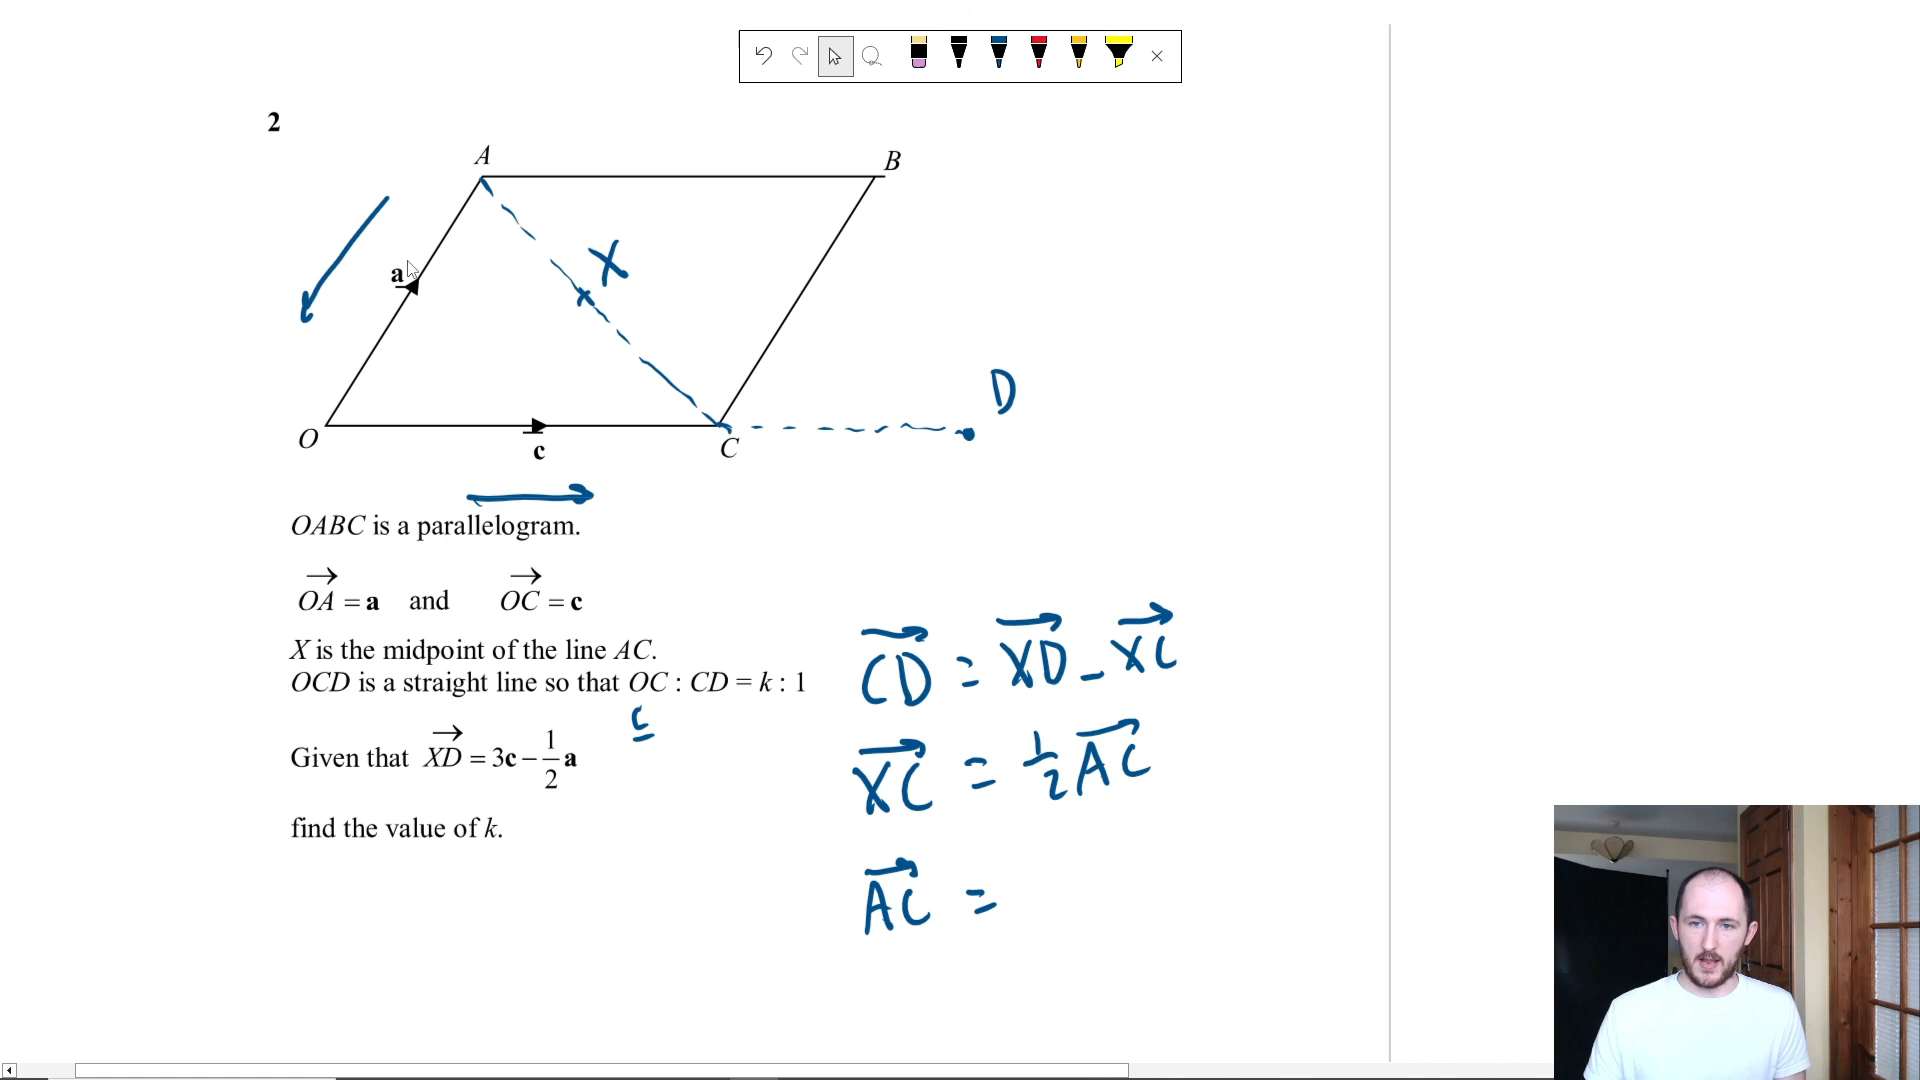 2
A
B
X
a
D
O
c
C
OABC is a parallelogram.
→ →
OA = a and OC = c
X is the midpoint of the line AC.
OCD is a straight line so that OC : CD = k : 1
c
→
Given that XD = 3c − 1/2 a
find the value of k.
→ → →
CD = XD - XC
→ →
XC = 1/2 AC
→
AC =